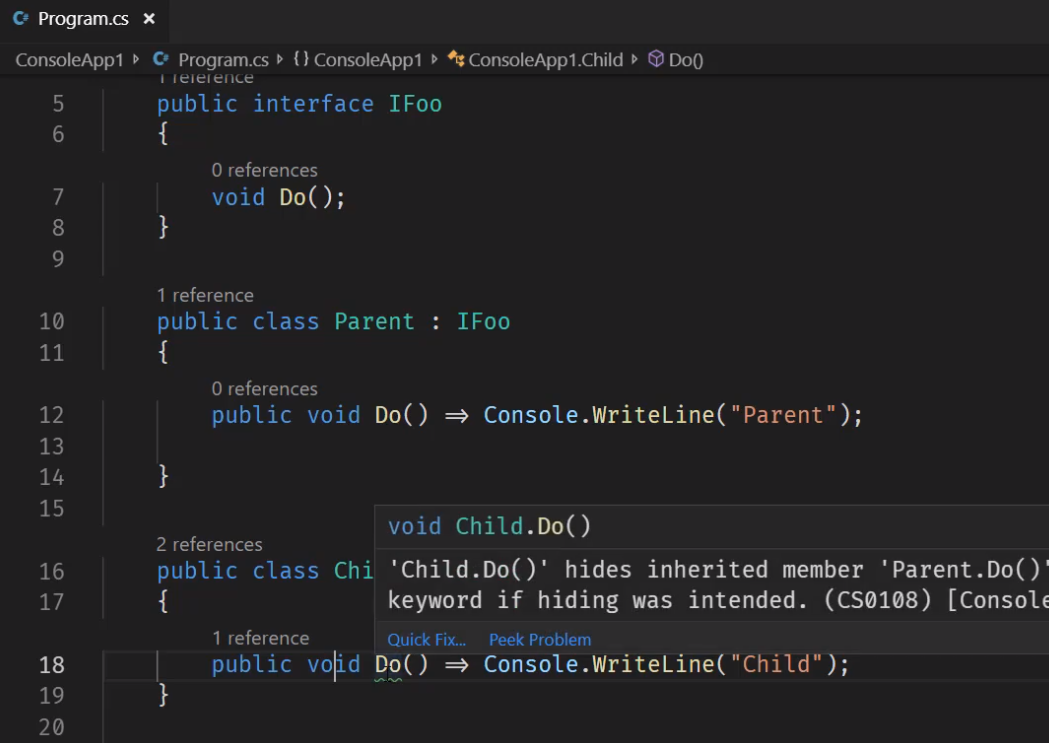 Program.cs ×
ConsoleApp1 Program.cs {} ConsoleApp1 ConsoleApp1.Child Do()
1 reference
5 public interface IFoo
6 {
0 references
7 void Do();
8 }
9
1 reference
10 public class Parent : IFoo
11 {
0 references
12 public void Do() => Console.WriteLine("Parent");
13
14 }
15
void Child.Do()
2 references
16 public class Chi
'Child.Do()' hides inherited member 'Parent.Do()'
17 {
keyword if hiding was intended. (CS0108) [Console
1 reference
Quick Fix... Peek Problem
18 public void Do() => Console.WriteLine("Child");
19 }
20